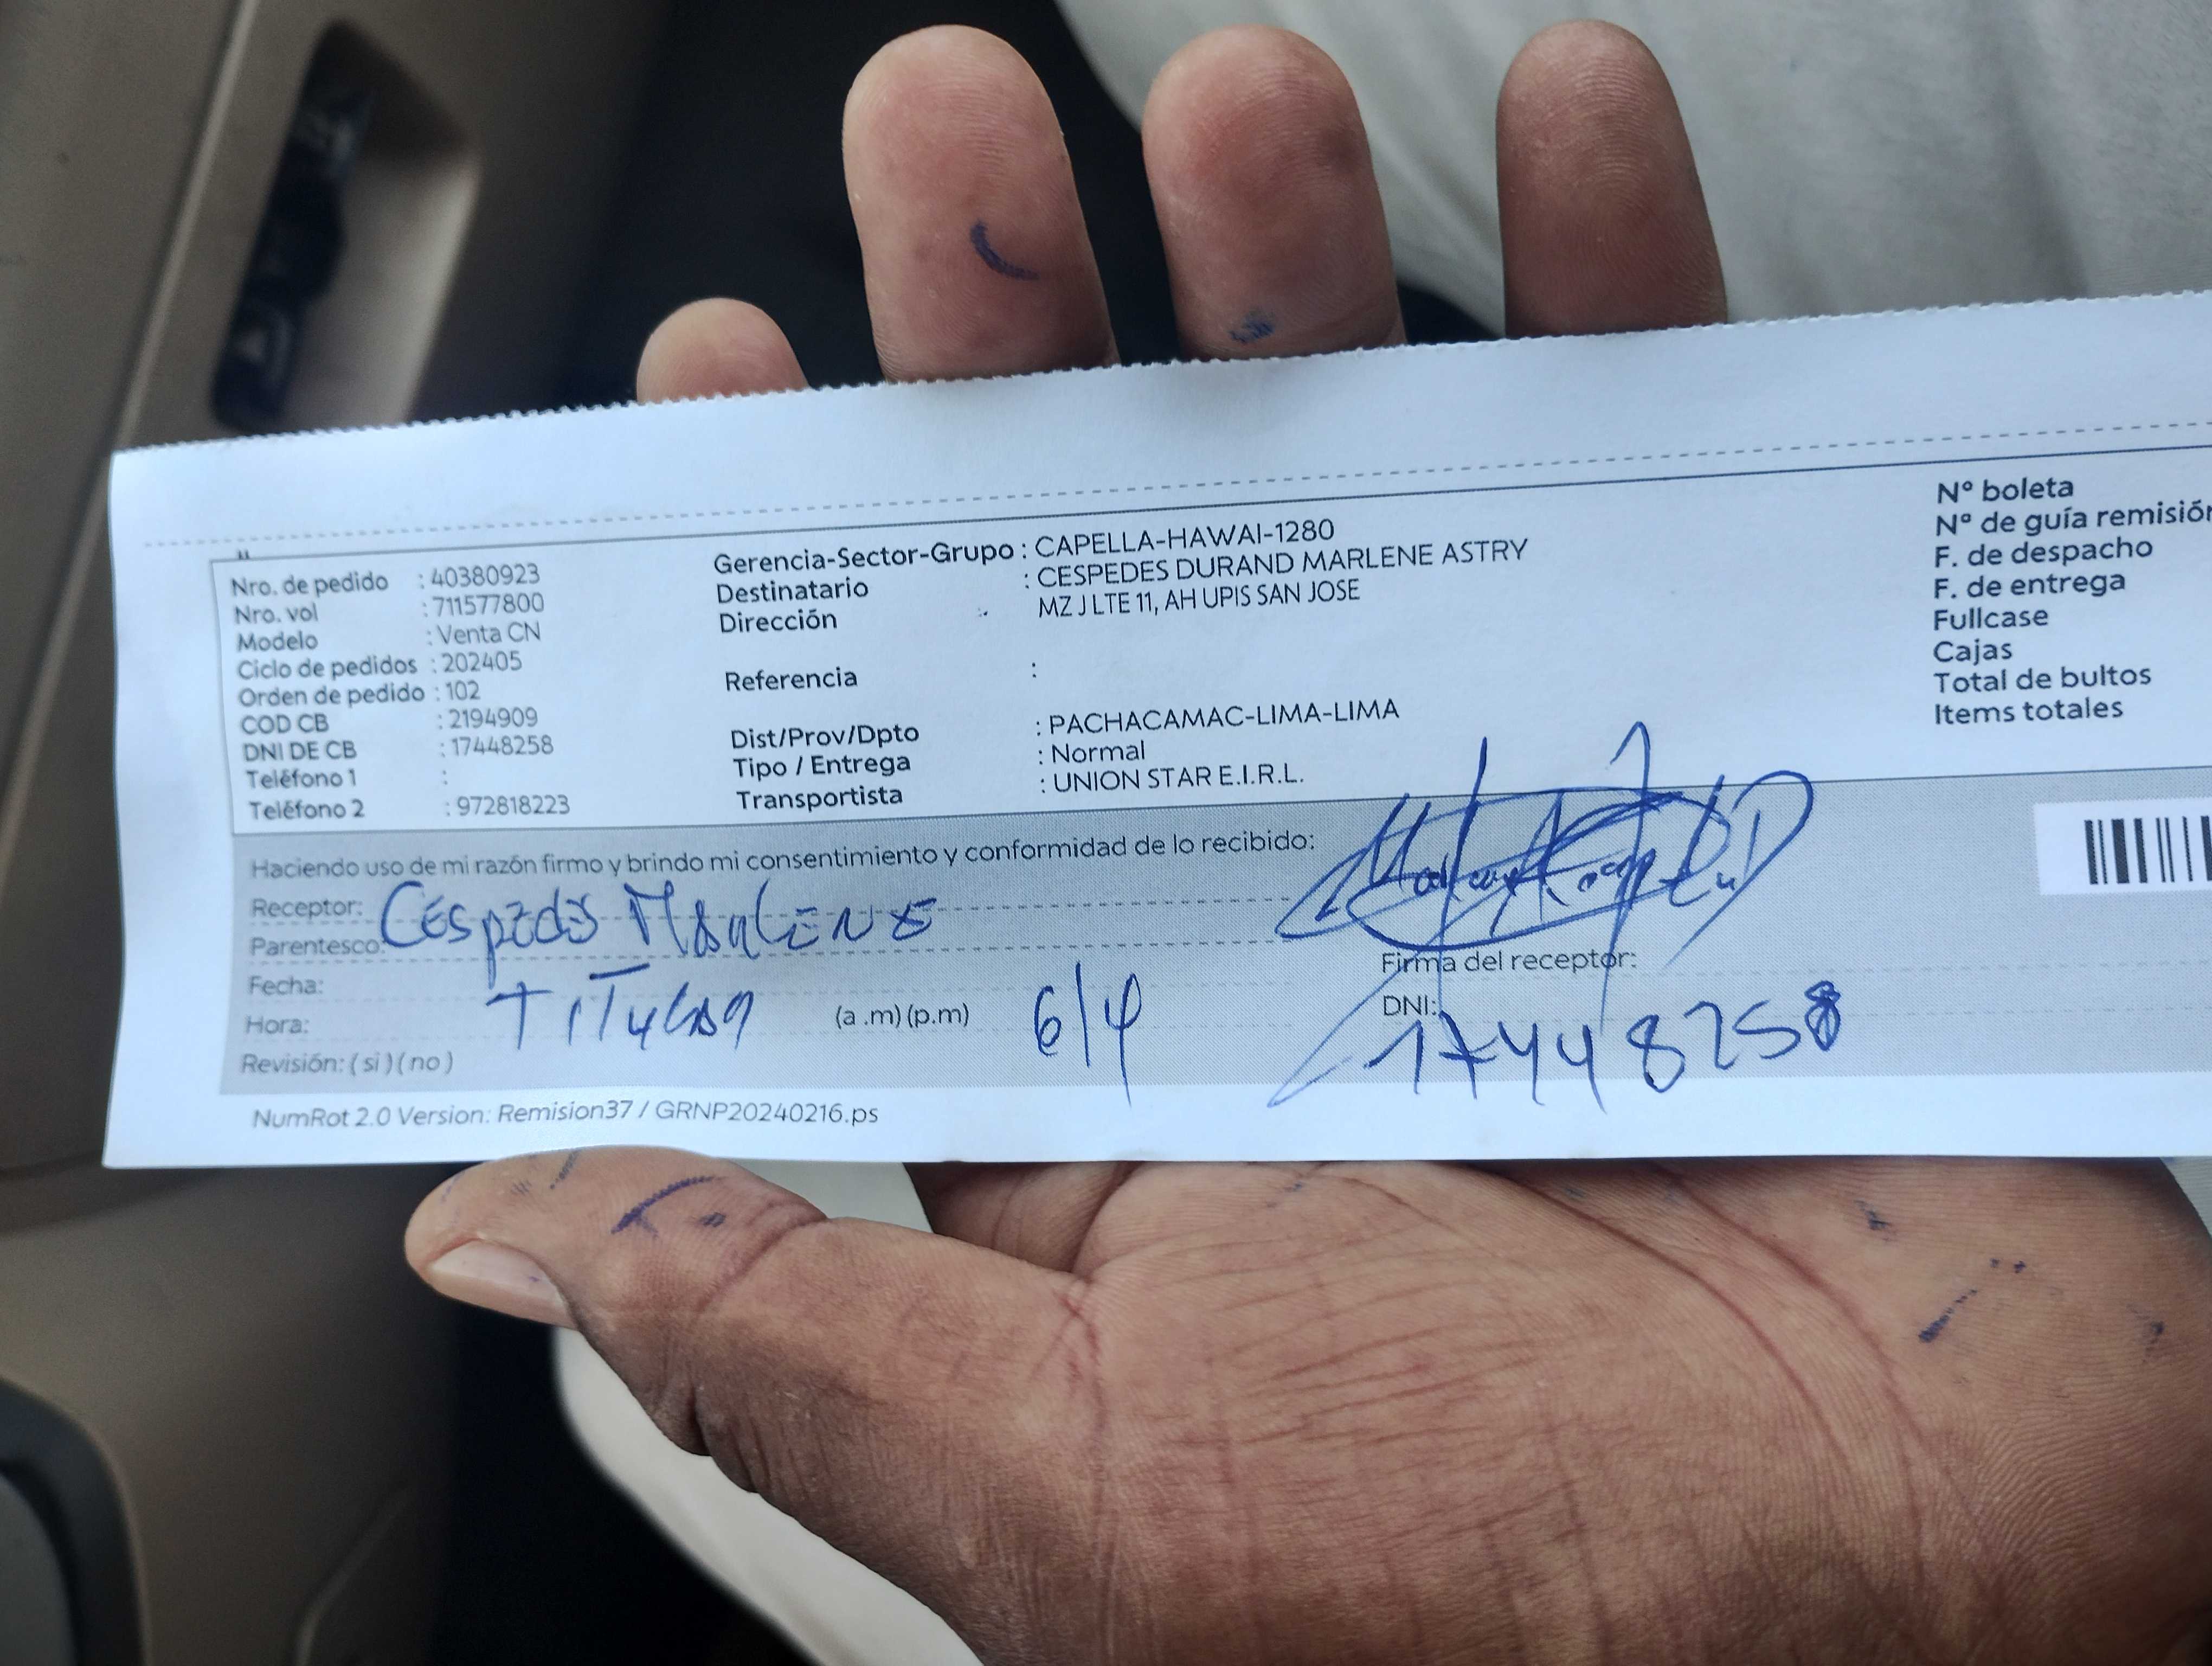 Nro. de pedido : 40380923
Nro. vol : 711577800
Modelo : Venta CN
Ciclo de pedidos : 202405
Orden de pedido : 102
COD CB : 2194909
DNI DE CB : 17448258
Teléfono 1 :
Teléfono 2 : 972818223
Gerencia-Sector-Grupo : CAPELLA-HAWAI-1280
Destinatario : CESPEDES DURAND MARLENE ASTRY
Dirección : MZ J LTE 11, AH UPIS SAN JOSE
Referencia :
Dist/Prov/Dpto : PACHACAMAC-LIMA-LIMA
Tipo / Entrega : Normal
Transportista : UNION STAR E.I.R.L.
Nº boleta
Nº de guía remisión
F. de despacho
F. de entrega
Fullcase
Cajas
Total de bultos
Items totales
Haciendo uso de mi razón firmo y brindo mi consentimiento y conformidad de lo recibido:
Receptor: Cespedes Marlene
Parentesco:
Fecha:
Hora: Titular (a .m) (p.m) 6/4
Revisión: ( si ) ( no )
Firma del receptor:
DNI: 17448258
NumRot 2.0 Version: Remision37 / GRNP20240216.ps